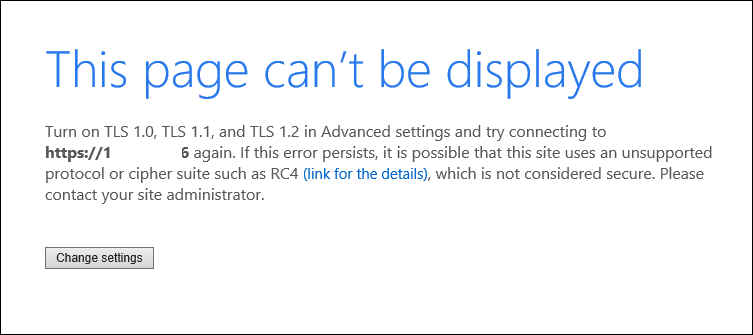 This page can't be displayed
Turn on TLS 1.0, TLS 1.1, and TLS 1.2 in Advanced settings and try connecting to
https://1 6 again. If this error persists, it is possible that this site uses an unsupported
protocol or cipher suite such as RC4 (link for the details), which is not considered secure. Please
contact your site administrator.
Change settings